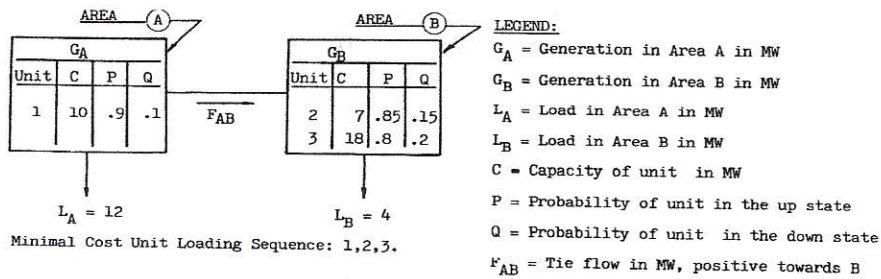 AREA A
G_A
Unit C P Q
1 10 .9 .1
L_A = 12
F_AB
AREA B
G_B
Unit C P Q
2 7 .85 .15
3 18 .8 .2
L_B = 4
Minimal Cost Unit Loading Sequence: 1,2,3.
LEGEND:
G_A = Generation in Area A in MW
G_B = Generation in Area B in MW
L_A = Load in Area A in MW
L_B = Load in Area B in MW
C = Capacity of unit in MW
P = Probability of unit in the up state
Q = Probability of unit in the down state
F_AB = Tie flow in MW, positive towards B